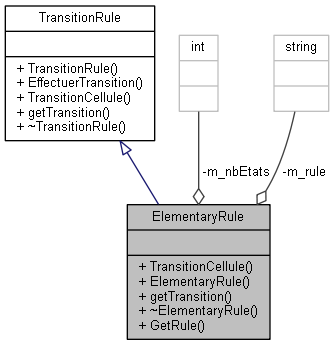 TransitionRule
+ TransitionRule()
+ EffectuerTransition()
+ TransitionCellule()
+ getTransition()
+ ~TransitionRule()
int
string
-m_nbEtats
-m_rule
ElementaryRule
+ TransitionCellule()
+ ElementaryRule()
+ getTransition()
+ ~ElementaryRule()
+ GetRule()